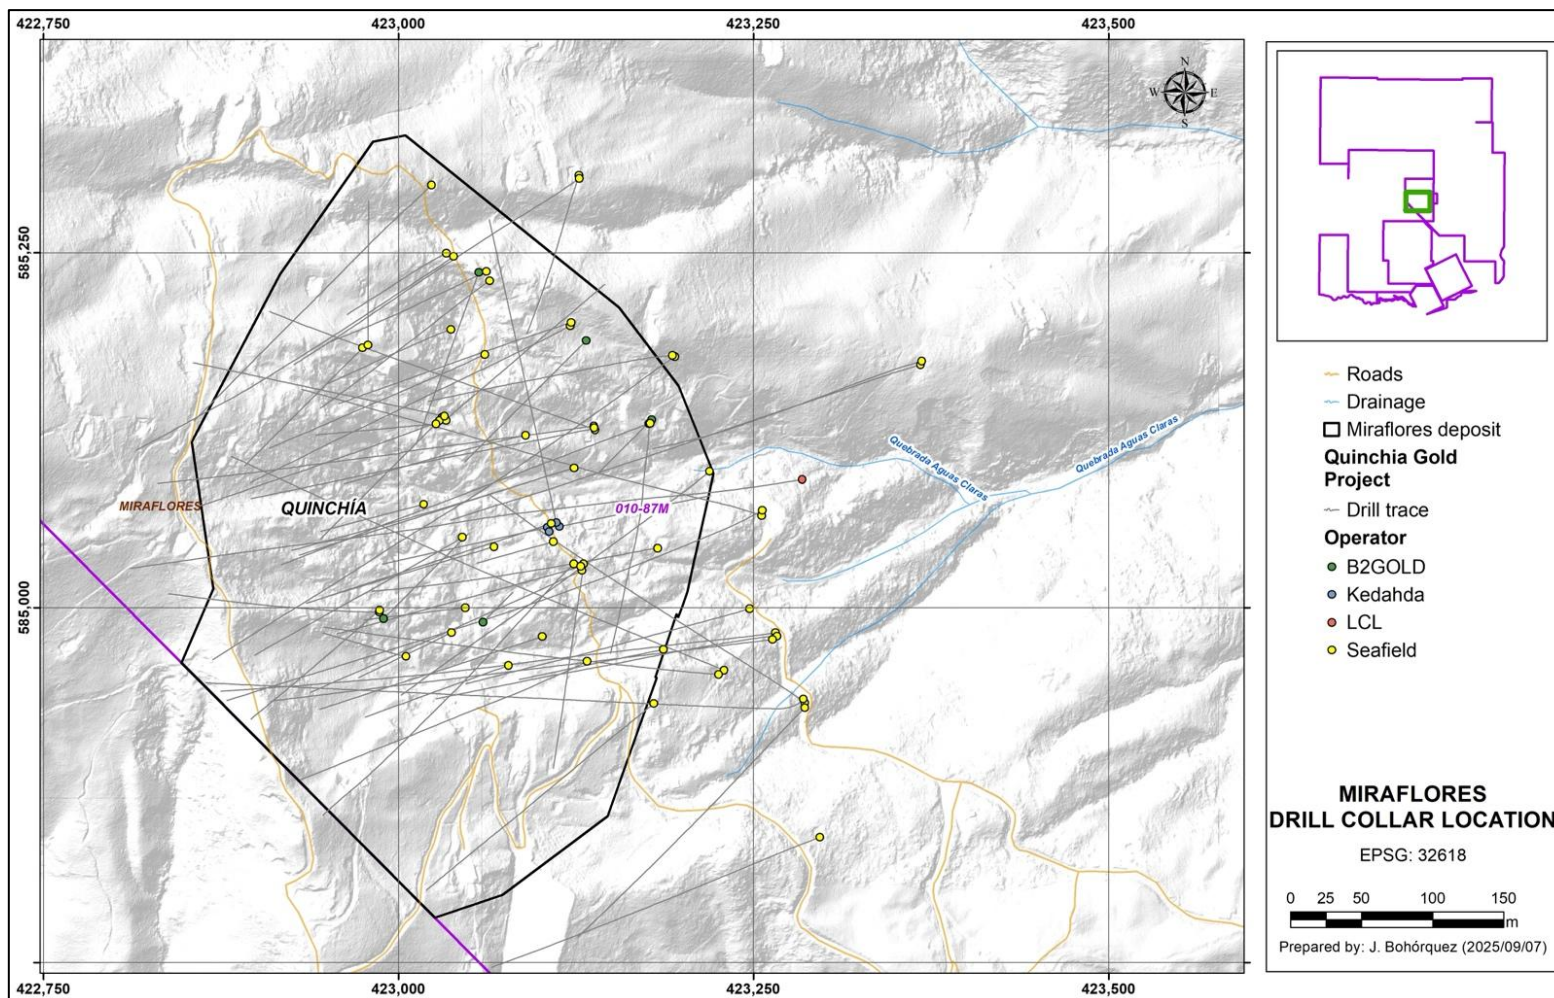 422,750
423,000
423,250
423,500
N
W
E
S
585,250
585,000
Quebrada Aguas Claras
Quebrada Aguas Claras
MIRAFLORES
QUINCHÍA
010-87M
Roads
Drainage
Miraflores deposit
Quinchia Gold
Project
Drill trace
Operator
B2GOLD
Kedahda
LCL
Seafield
MIRAFLORES
DRILL COLLAR LOCATION
EPSG: 32618
0 25 50 100 150
m
Prepared by: J. Bohórquez (2025/09/07)
422,750
423,000
423,250
423,500